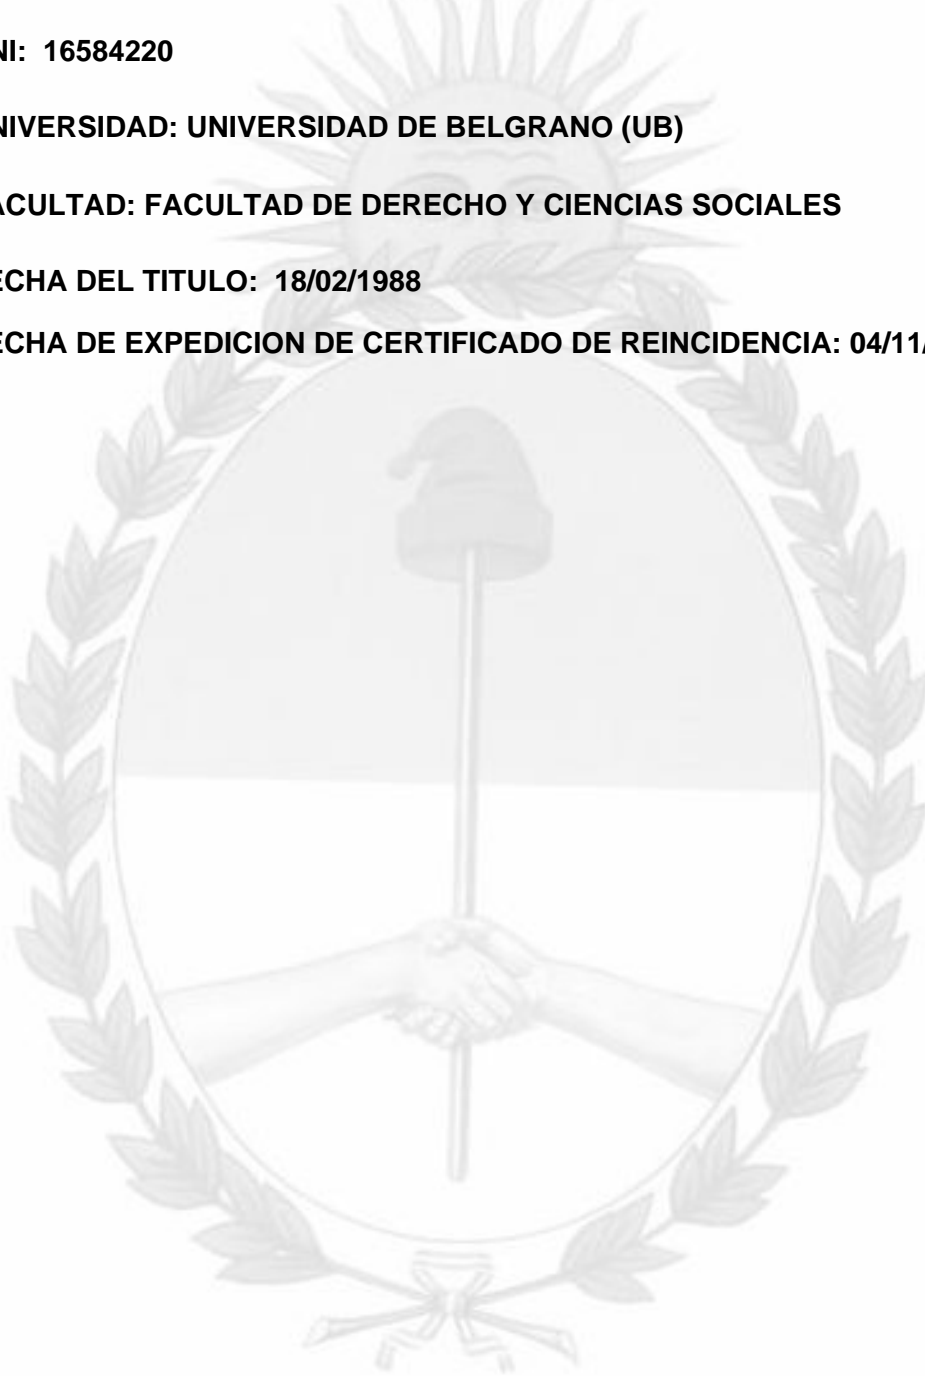 NI: 16584220
NIVERSIDAD: UNIVERSIDAD DE BELGRANO (UB)
ACULTAD: FACULTAD DE DERECHO Y CIENCIAS SOCIALES
ECHA DEL TITULO: 18/02/1988
ECHA DE EXPEDICION DE CERTIFICADO DE REINCIDENCIA: 04/11/